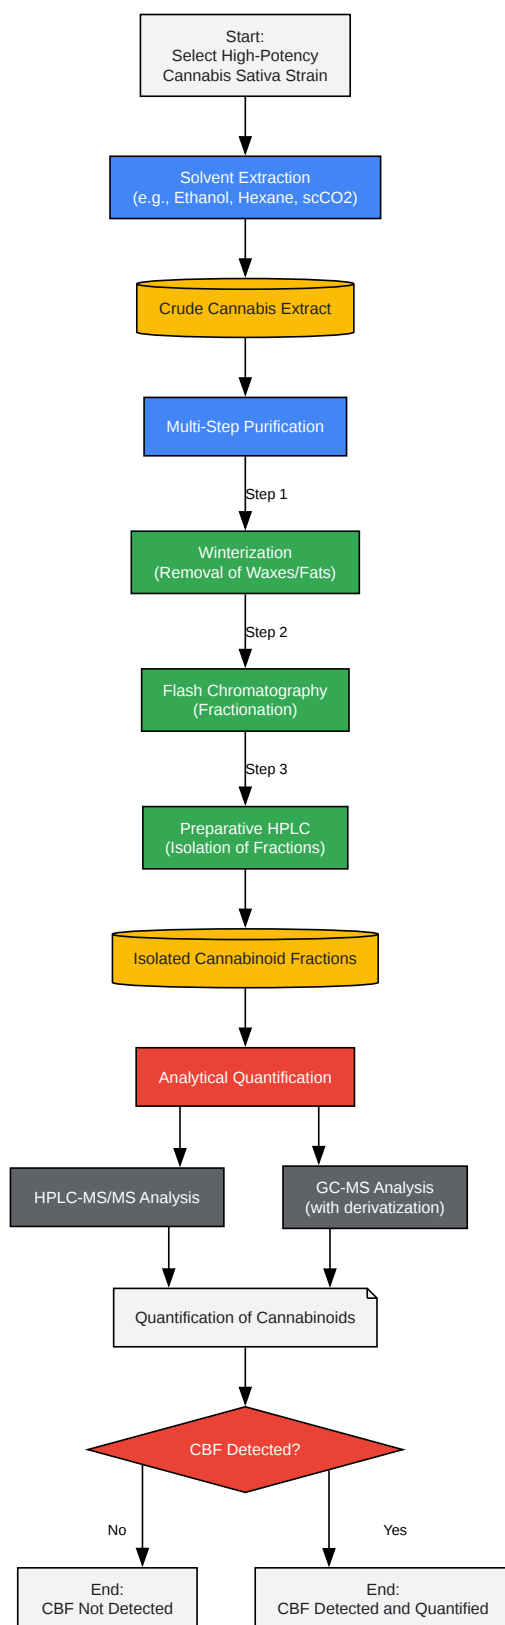 Start:
Select High-Potency
Cannabis Sativa Strain
Solvent Extraction
(e.g., Ethanol, Hexane, scCO2)
Crude Cannabis Extract
Multi-Step Purification
Step 1
Winterization
(Removal of Waxes/Fats)
Step 2
Flash Chromatography
(Fractionation)
Step 3
Preparative HPLC
(Isolation of Fractions)
Isolated Cannabinoid Fractions
Analytical Quantification
HPLC-MS/MS Analysis
GC-MS Analysis
(with derivatization)
Quantification of Cannabinoids
CBF Detected?
No
Yes
End:
CBF Not Detected
End:
CBF Detected and Quantified